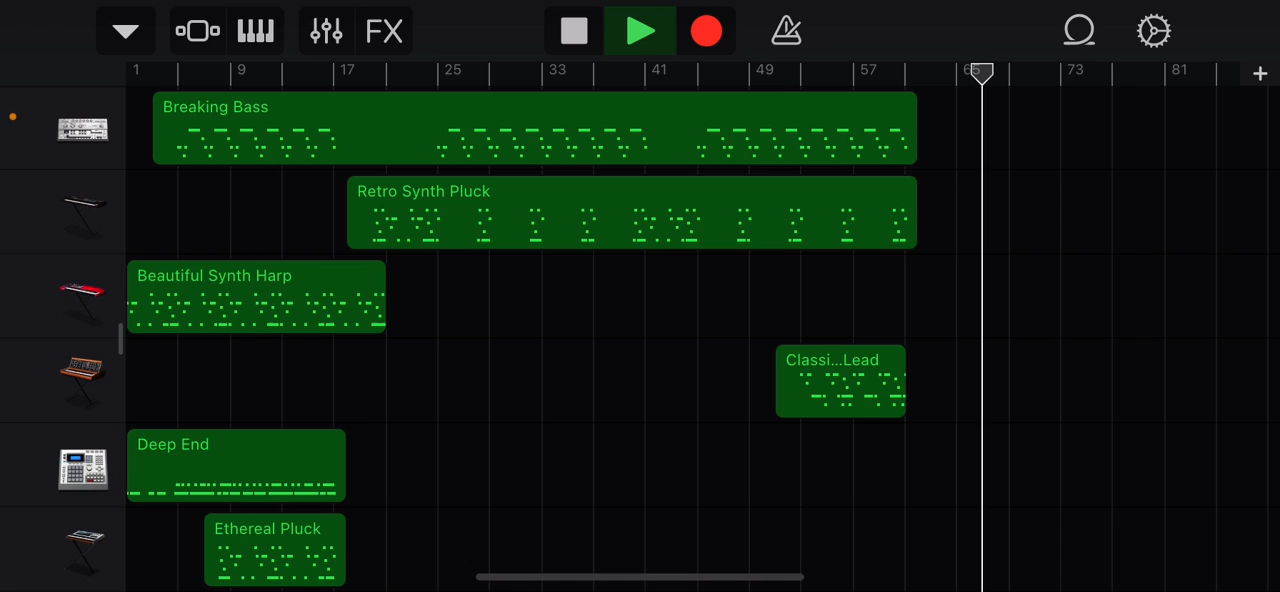 FX
1 9 17 25 33 41 49 57 65 73 81 +
Breaking Bass
Retro Synth Pluck
Beautiful Synth Harp
Classi...Lead
Deep End
Ethereal Pluck